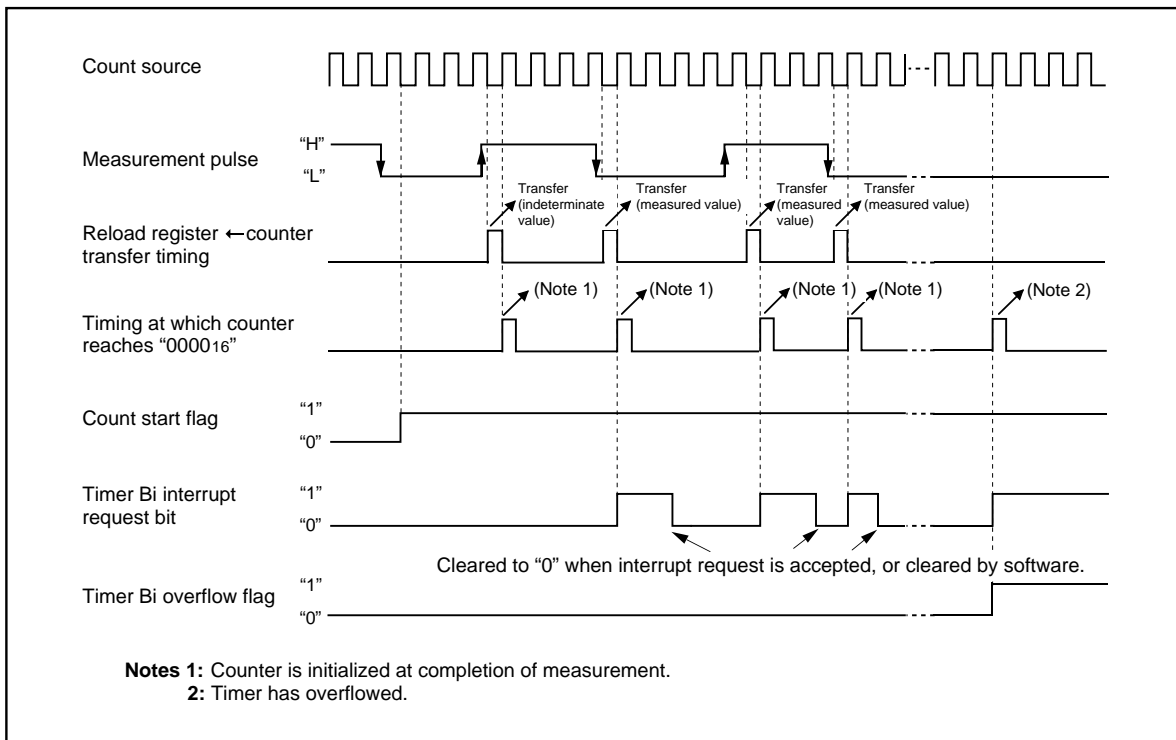 Count source
Measurement pulse
“H”
“L”
Transfer
(indeterminate
value)
Transfer
(measured value)
Transfer
(measured
value)
Transfer
(measured value)
Reload register ←counter
transfer timing
(Note 1)
(Note 1)
(Note 1)
(Note 1)
(Note 2)
Timing at which counter
reaches “000016”
Count start flag
“1”
“0”
Timer Bi interrupt
request bit
“1”
“0”
Cleared to “0” when interrupt request is accepted, or cleared by software.
Timer Bi overflow flag
“1”
“0”
Notes 1: Counter is initialized at completion of measurement.
2: Timer has overflowed.